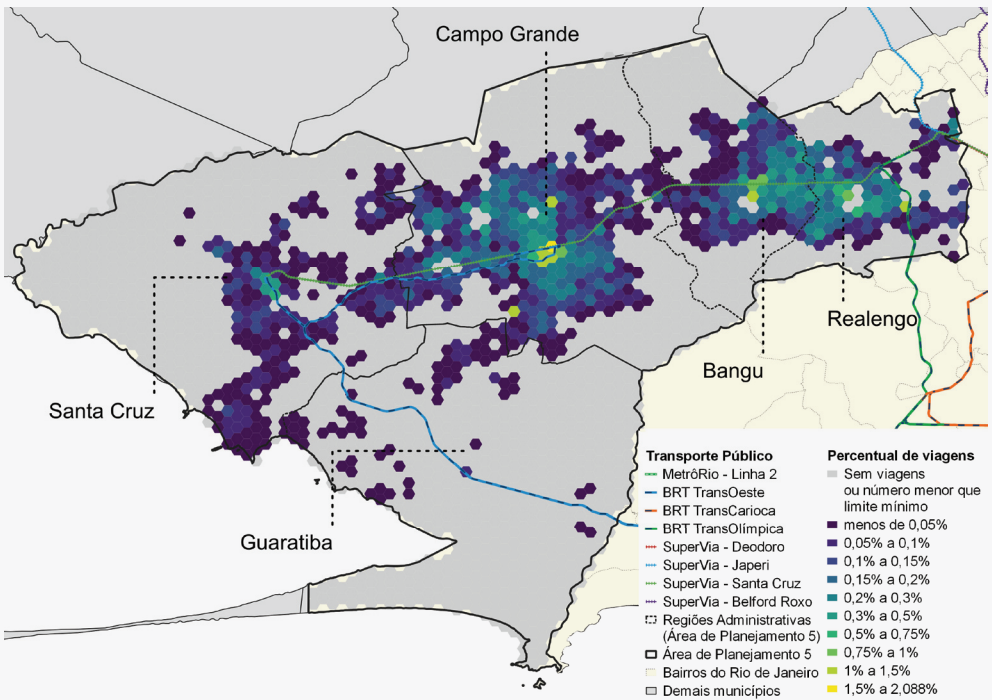 Campo Grande
Realengo
Bangu
Santa Cruz
Guaratiba
Transporte Público
MetrôRio - Linha 2
BRT TransOeste
BRT TransCarioca
BRT TransOlímpica
SuperVia - Deodoro
SuperVia - Japeri
SuperVia - Santa Cruz
SuperVia - Belford Roxo
Regiões Administrativas
(Área de Planejamento 5)
Área de Planejamento 5
Bairros do Rio de Janeiro
Demais municípios
Percentual de viagens
Sem viagens
ou número menor que
limite mínimo
menos de 0,05%
0,05% a 0,1%
0,1% a 0,15%
0,15% a 0,2%
0,2% a 0,3%
0,3% a 0,5%
0,5% a 0,75%
0,75% a 1%
1% a 1,5%
1,5% a 2,088%